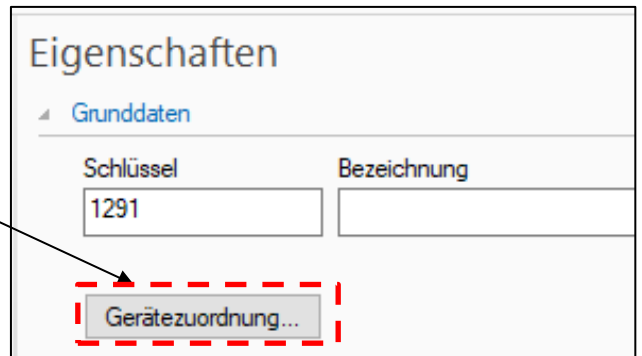 Eigenschaften
Grunddaten
Schlüssel Bezeichnung
1291
Gerätezuordnung...